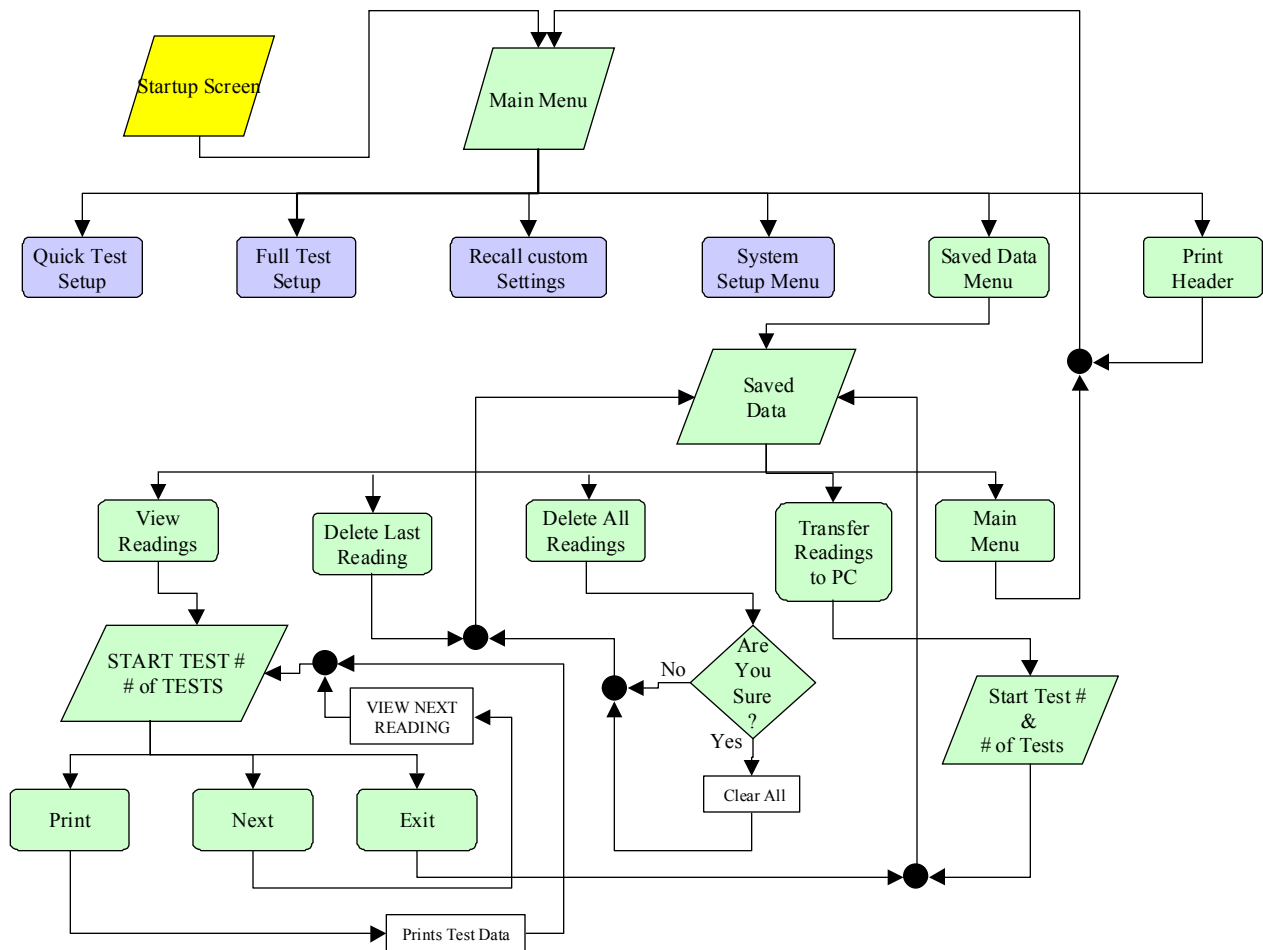 Startup Screen
Main Menu
Quick Test
Setup
Full Test
Setup
Recall custom
Settings
System
Setup Menu
Saved Data
Menu
Print
Header
Saved
Data
View
Readings
Delete Last
Reading
Delete All
Readings
Transfer
Readings
to PC
Main
Menu
START TEST #
# of TESTS
VIEW NEXT
READING
No
Are
You
Sure
?
Yes
Start Test #
&
# of Tests
Clear All
Print
Next
Exit
Prints Test Data